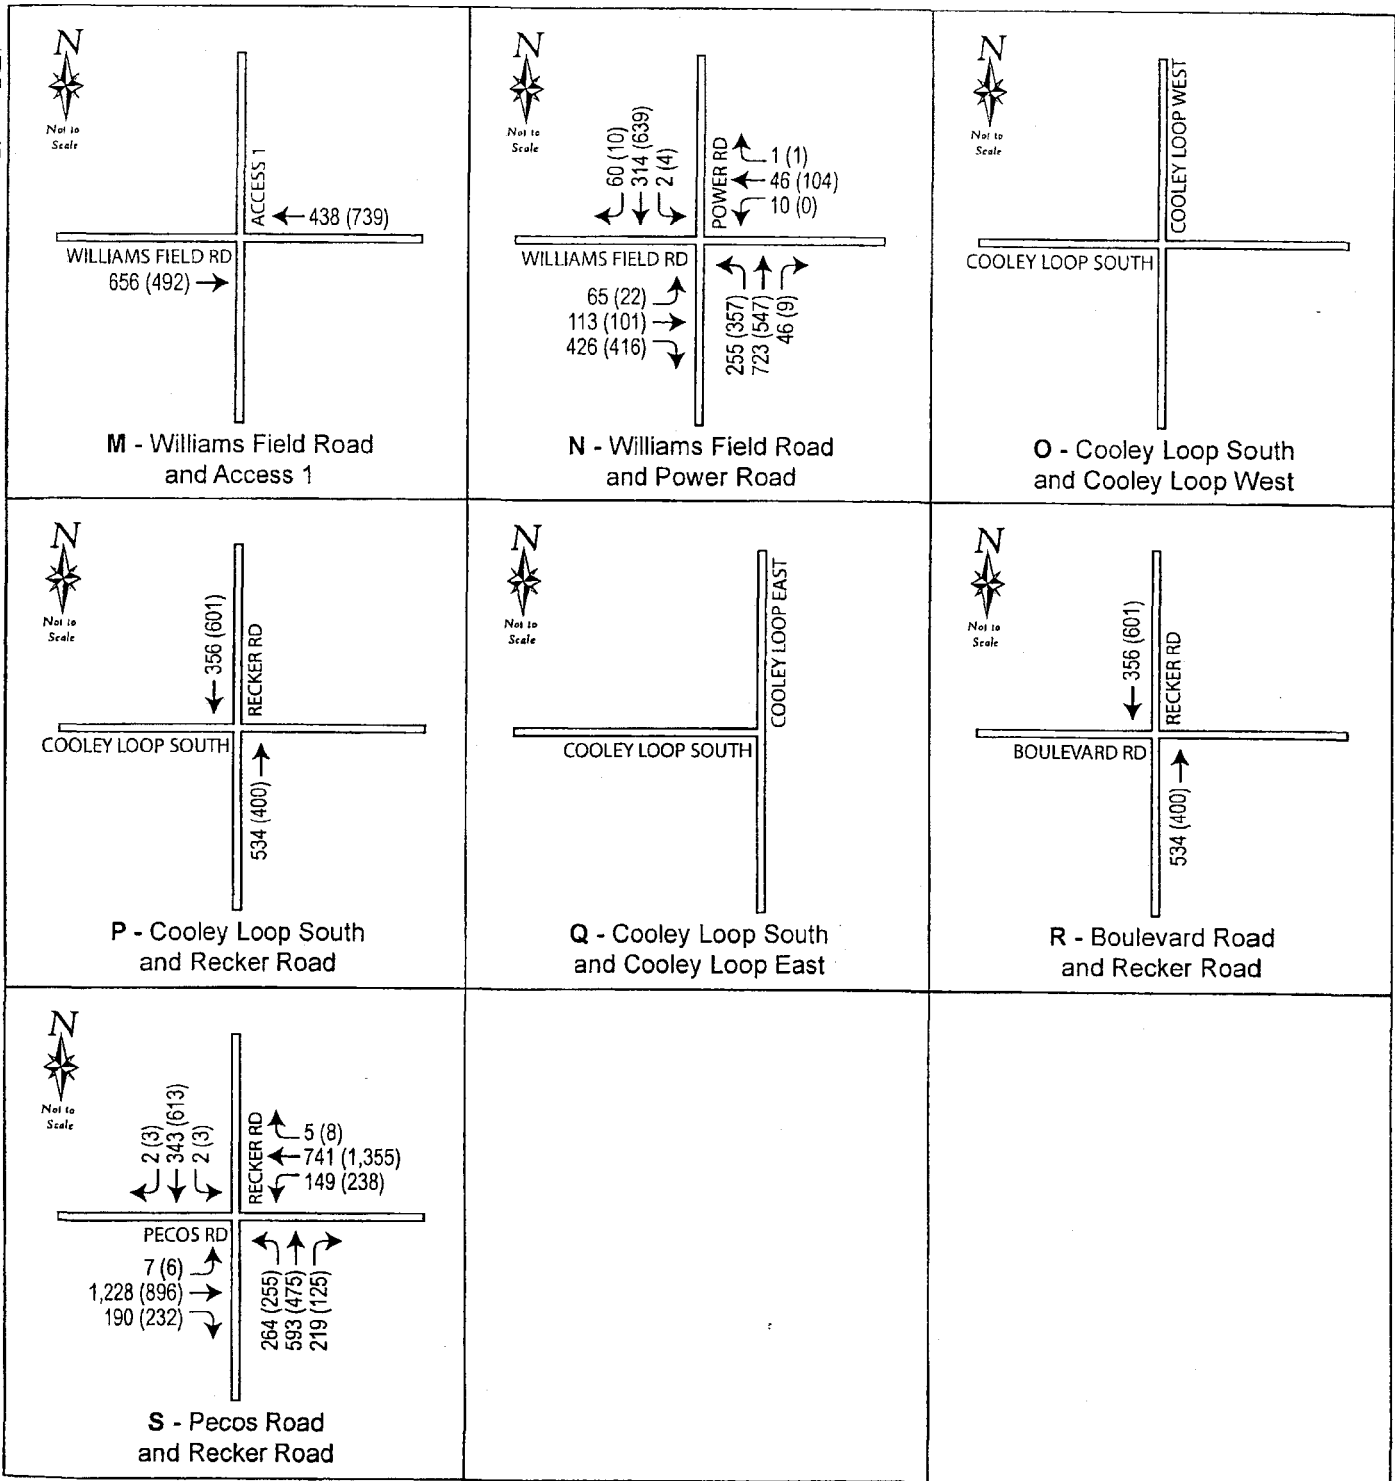 N
Not to
Scale
ACCESS 1
438 (739)
WILLIAMS FIELD RD
656 (492)
M - Williams Field Road
and Access 1
N
Not to
Scale
60 (10)
314 (639)
2 (4)
POWER RD
1 (1)
46 (104)
10 (0)
WILLIAMS FIELD RD
65 (22)
113 (101)
426 (416)
255 (357)
723 (547)
46 (9)
N - Williams Field Road
and Power Road
N
Not to
Scale
COOLEY LOOP WEST
COOLEY LOOP SOUTH
O - Cooley Loop South
and Cooley Loop West
N
Not to
Scale
356 (601)
RECKER RD
COOLEY LOOP SOUTH
534 (400)
P - Cooley Loop South
and Recker Road
N
Not to
Scale
COOLEY LOOP EAST
COOLEY LOOP SOUTH
Q - Cooley Loop South
and Cooley Loop East
N
Not to
Scale
356 (601)
RECKER RD
BOULEVARD RD
534 (400)
R - Boulevard Road
and Recker Road
N
Not to
Scale
2 (3)
343 (613)
2 (3)
RECKER RD
5 (8)
741 (1,355)
149 (238)
PECOS RD
7 (6)
1,228 (896)
190 (232)
264 (255)
593 (475)
219 (125)
S - Pecos Road
and Recker Road